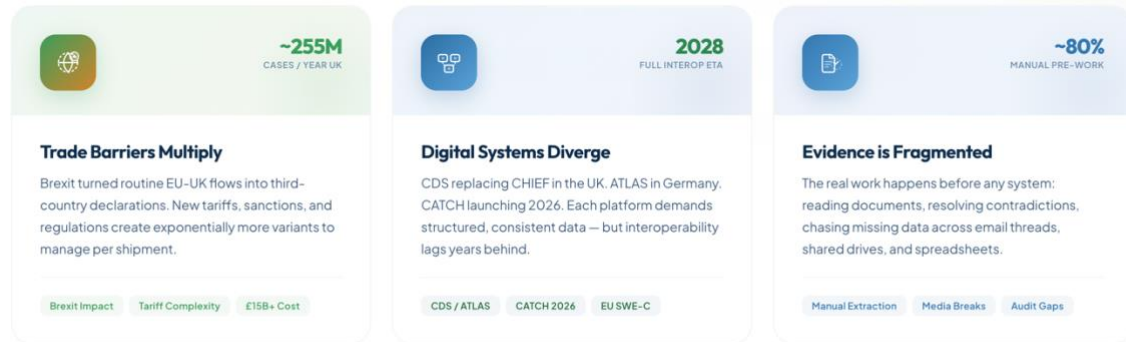 ~255M
CASES / YEAR UK
Trade Barriers Multiply
Brexit turned routine EU-UK flows into third-
country declarations. New tariffs, sanctions, and
regulations create exponentially more variants to
manage per shipment.
Brexit Impact
Tariff Complexity
£15B+ Cost
2028
FULL INTEROP ETA
Digital Systems Diverge
CDS replacing CHIEF in the UK. ATLAS in Germany.
CATCH launching 2026. Each platform demands
structured, consistent data — but interoperability
lags years behind.
CDS / ATLAS
CATCH 2026
EU SWE-C
~80%
MANUAL PRE-WORK
Evidence is Fragmented
The real work happens before any system:
reading documents, resolving contradictions,
chasing missing data across email threads,
shared drives, and spreadsheets.
Manual Extraction
Media Breaks
Audit Gaps